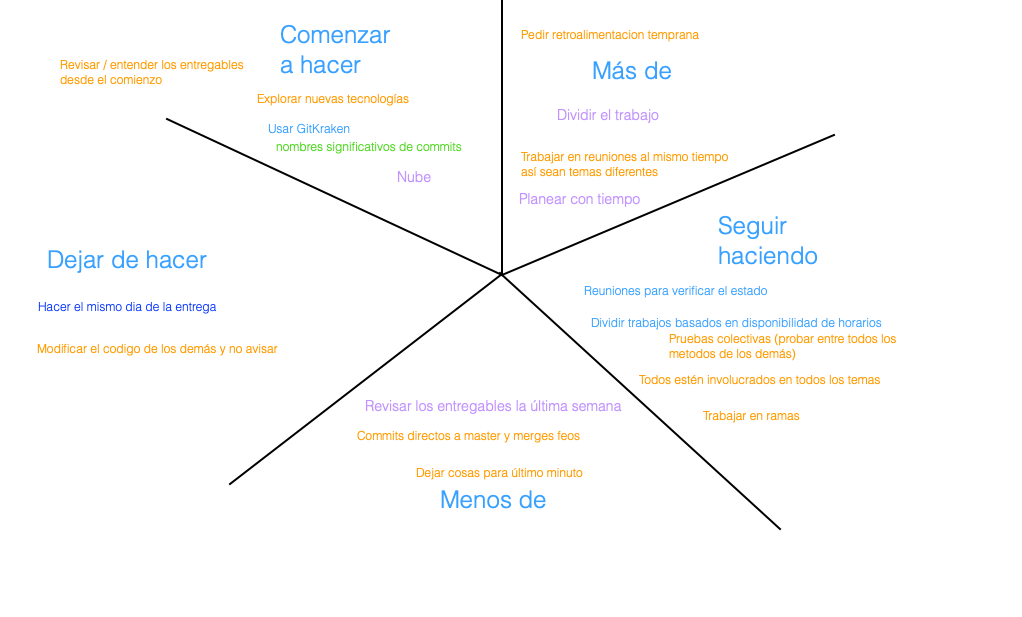 Comenzar
a hacer
Revisar / entender los entregables
desde el comienzo
Explorar nuevas tecnologías
Usar GitKraken
nombres significativos de commits
Nube
Pedir retroalimentacion temprana
Más de
Dividir el trabajo
Trabajar en reuniones al mismo tiempo
así sean temas diferentes
Planear con tiempo
Seguir
haciendo
Reuniones para verificar el estado
Dividir trabajos basados en disponibilidad de horarios
Pruebas colectivas (probar entre todos los
metodos de los demás)
Todos estén involucrados en todos los temas
Trabajar en ramas
Dejar de hacer
Hacer el mismo dia de la entrega
Modificar el codigo de los demás y no avisar
Revisar los entregables la última semana
Commits directos a master y merges feos
Dejar cosas para último minuto
Menos de